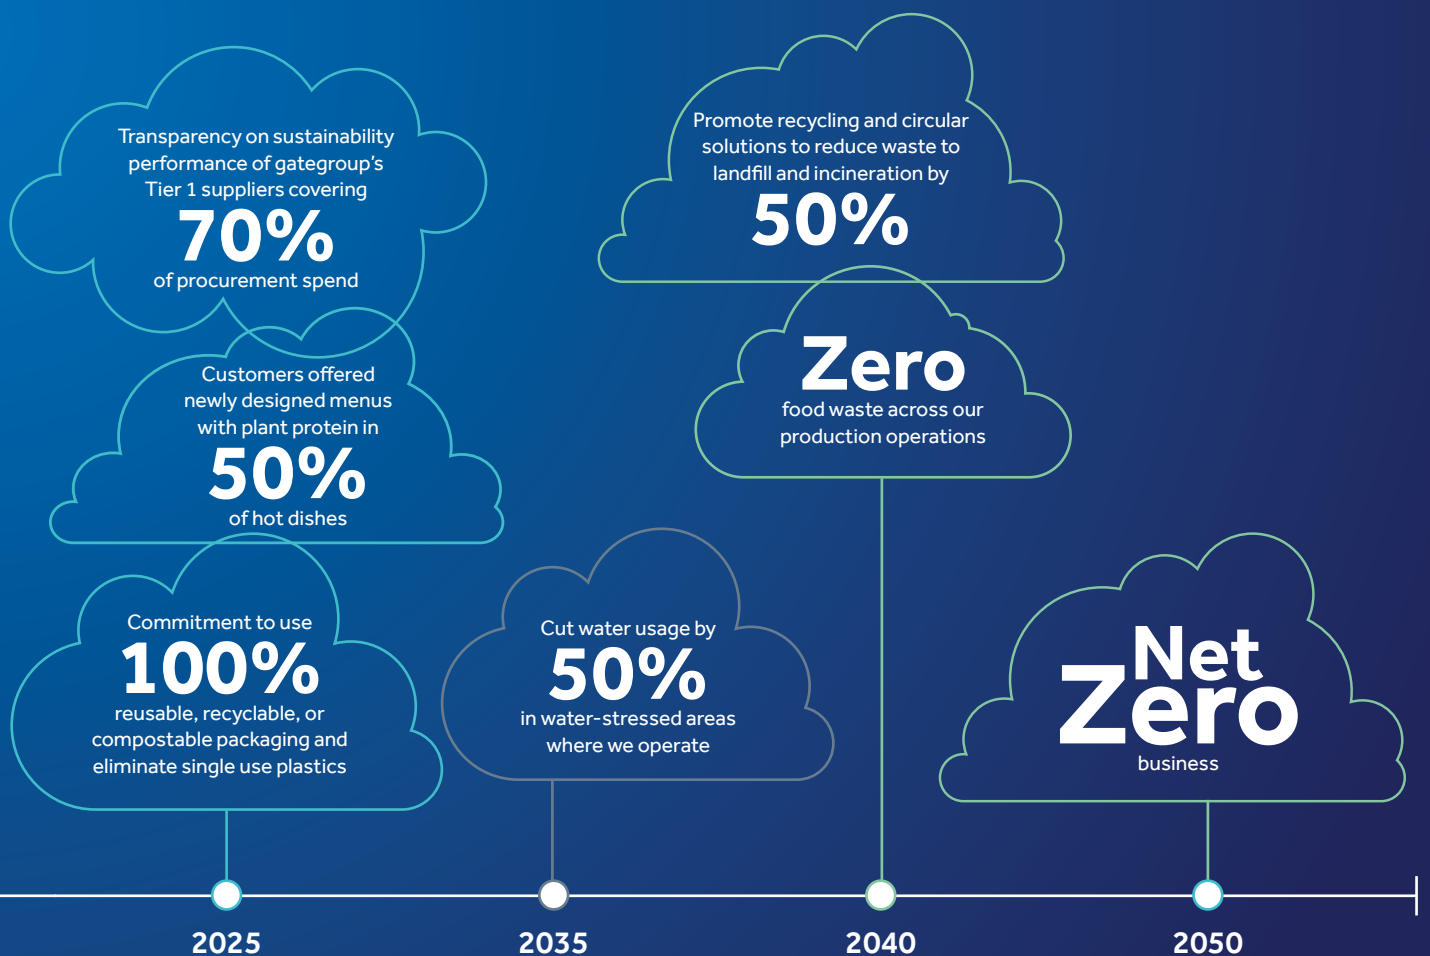 Transparency on sustainability
performance of gategroup's
Tier 1 suppliers covering
70%
of procurement spend
Customers offered
newly designed menus
with plant protein in
50%
of hot dishes
Commitment to use
100%
reusable, recyclable, or
compostable packaging and
eliminate single use plastics
Cut water usage by
50%
in water-stressed areas
where we operate
Promote recycling and circular
solutions to reduce waste to
landfill and incineration by
50%
Zero
food waste across our
production operations
Net
Zero
business
2025
2035
2040
2050